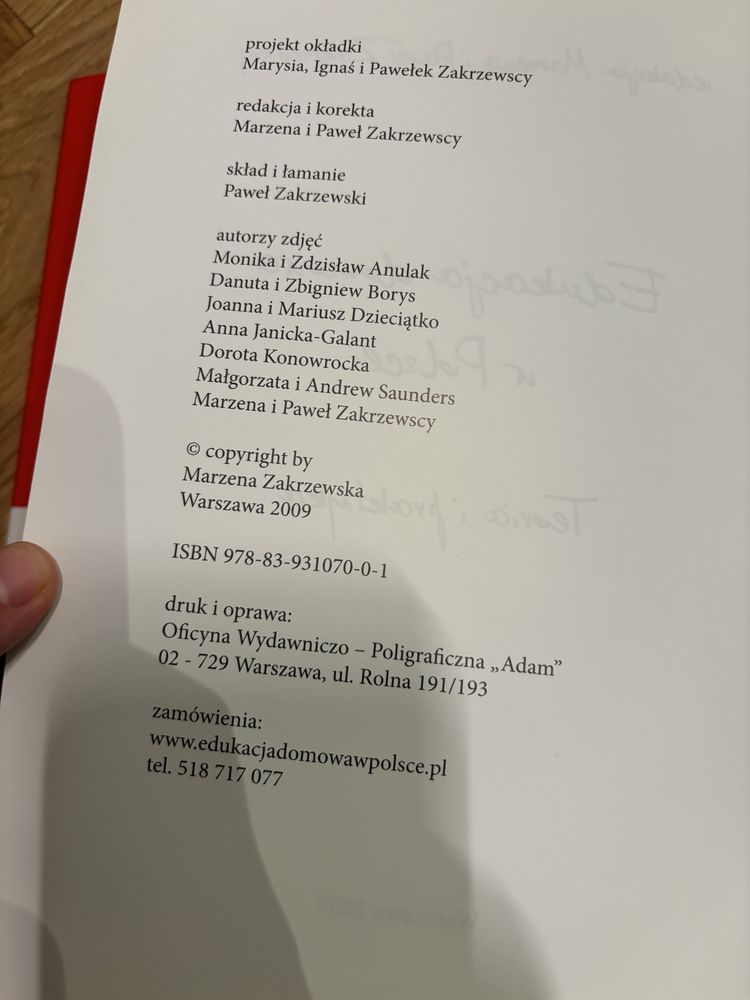 projekt okładki
Marysia, Ignaś i Pawełek Zakrzewscy
redakcja i korekta
Marzena i Paweł Zakrzewscy
skład i łamanie
Paweł Zakrzewski
autorzy zdjęć
Monika i Zdzisław Anulak
Danuta i Zbigniew Borys
Joanna i Mariusz Dzieciątko
Anna Janicka-Galant
Dorota Konowrocka
Małgorzata i Andrew Saunders
Marzena i Paweł Zakrzewscy
© copyright by
Marzena Zakrzewska
Warszawa 2009
ISBN 978-83-931070-0-1
druk i oprawa:
Oficyna Wydawniczo – Poligraficzna „Adam”
02 - 729 Warszawa, ul. Rolna 191/193
zamówienia:
www.edukacjadomowawpolsce.pl
tel. 518 717 077